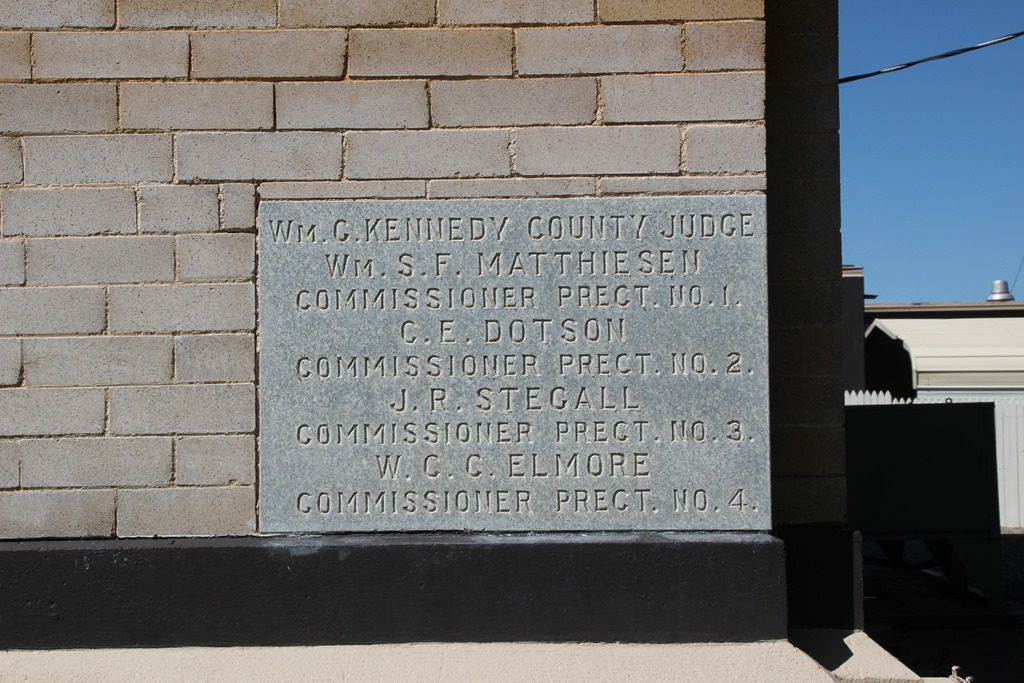 WM. C. KENNEDY COUNTY JUDGE
WM. S. F. MATTHIESEN
COMMISSIONER PRECT. NO. 1.
C. E. DOTSON
COMMISSIONER PRECT. NO. 2.
J. R. STEGALL
COMMISSIONER PRECT. NO. 3.
W. C. C. ELMORE
COMMISSIONER PRECT. NO. 4.